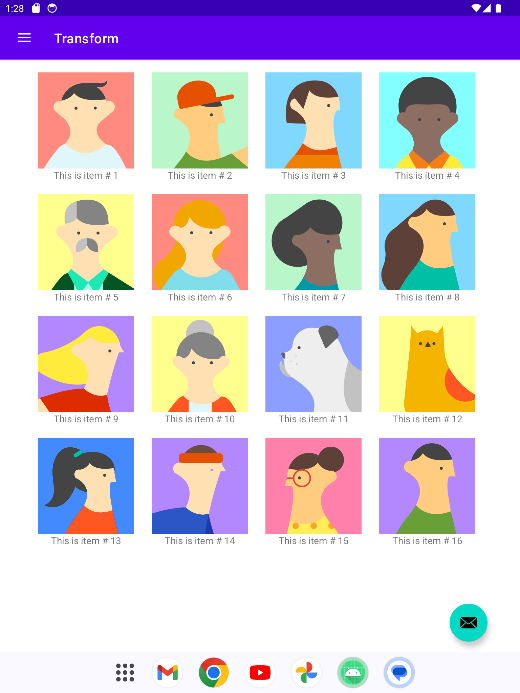 1:28
Transform
This is item # 1
This is item # 2
This is item # 3
This is item # 4
This is item # 5
This is item # 6
This is item # 7
This is item # 8
This is item # 9
This is item # 10
This is item # 11
This is item # 12
This is item # 13
This is item # 14
This is item # 15
This is item # 16